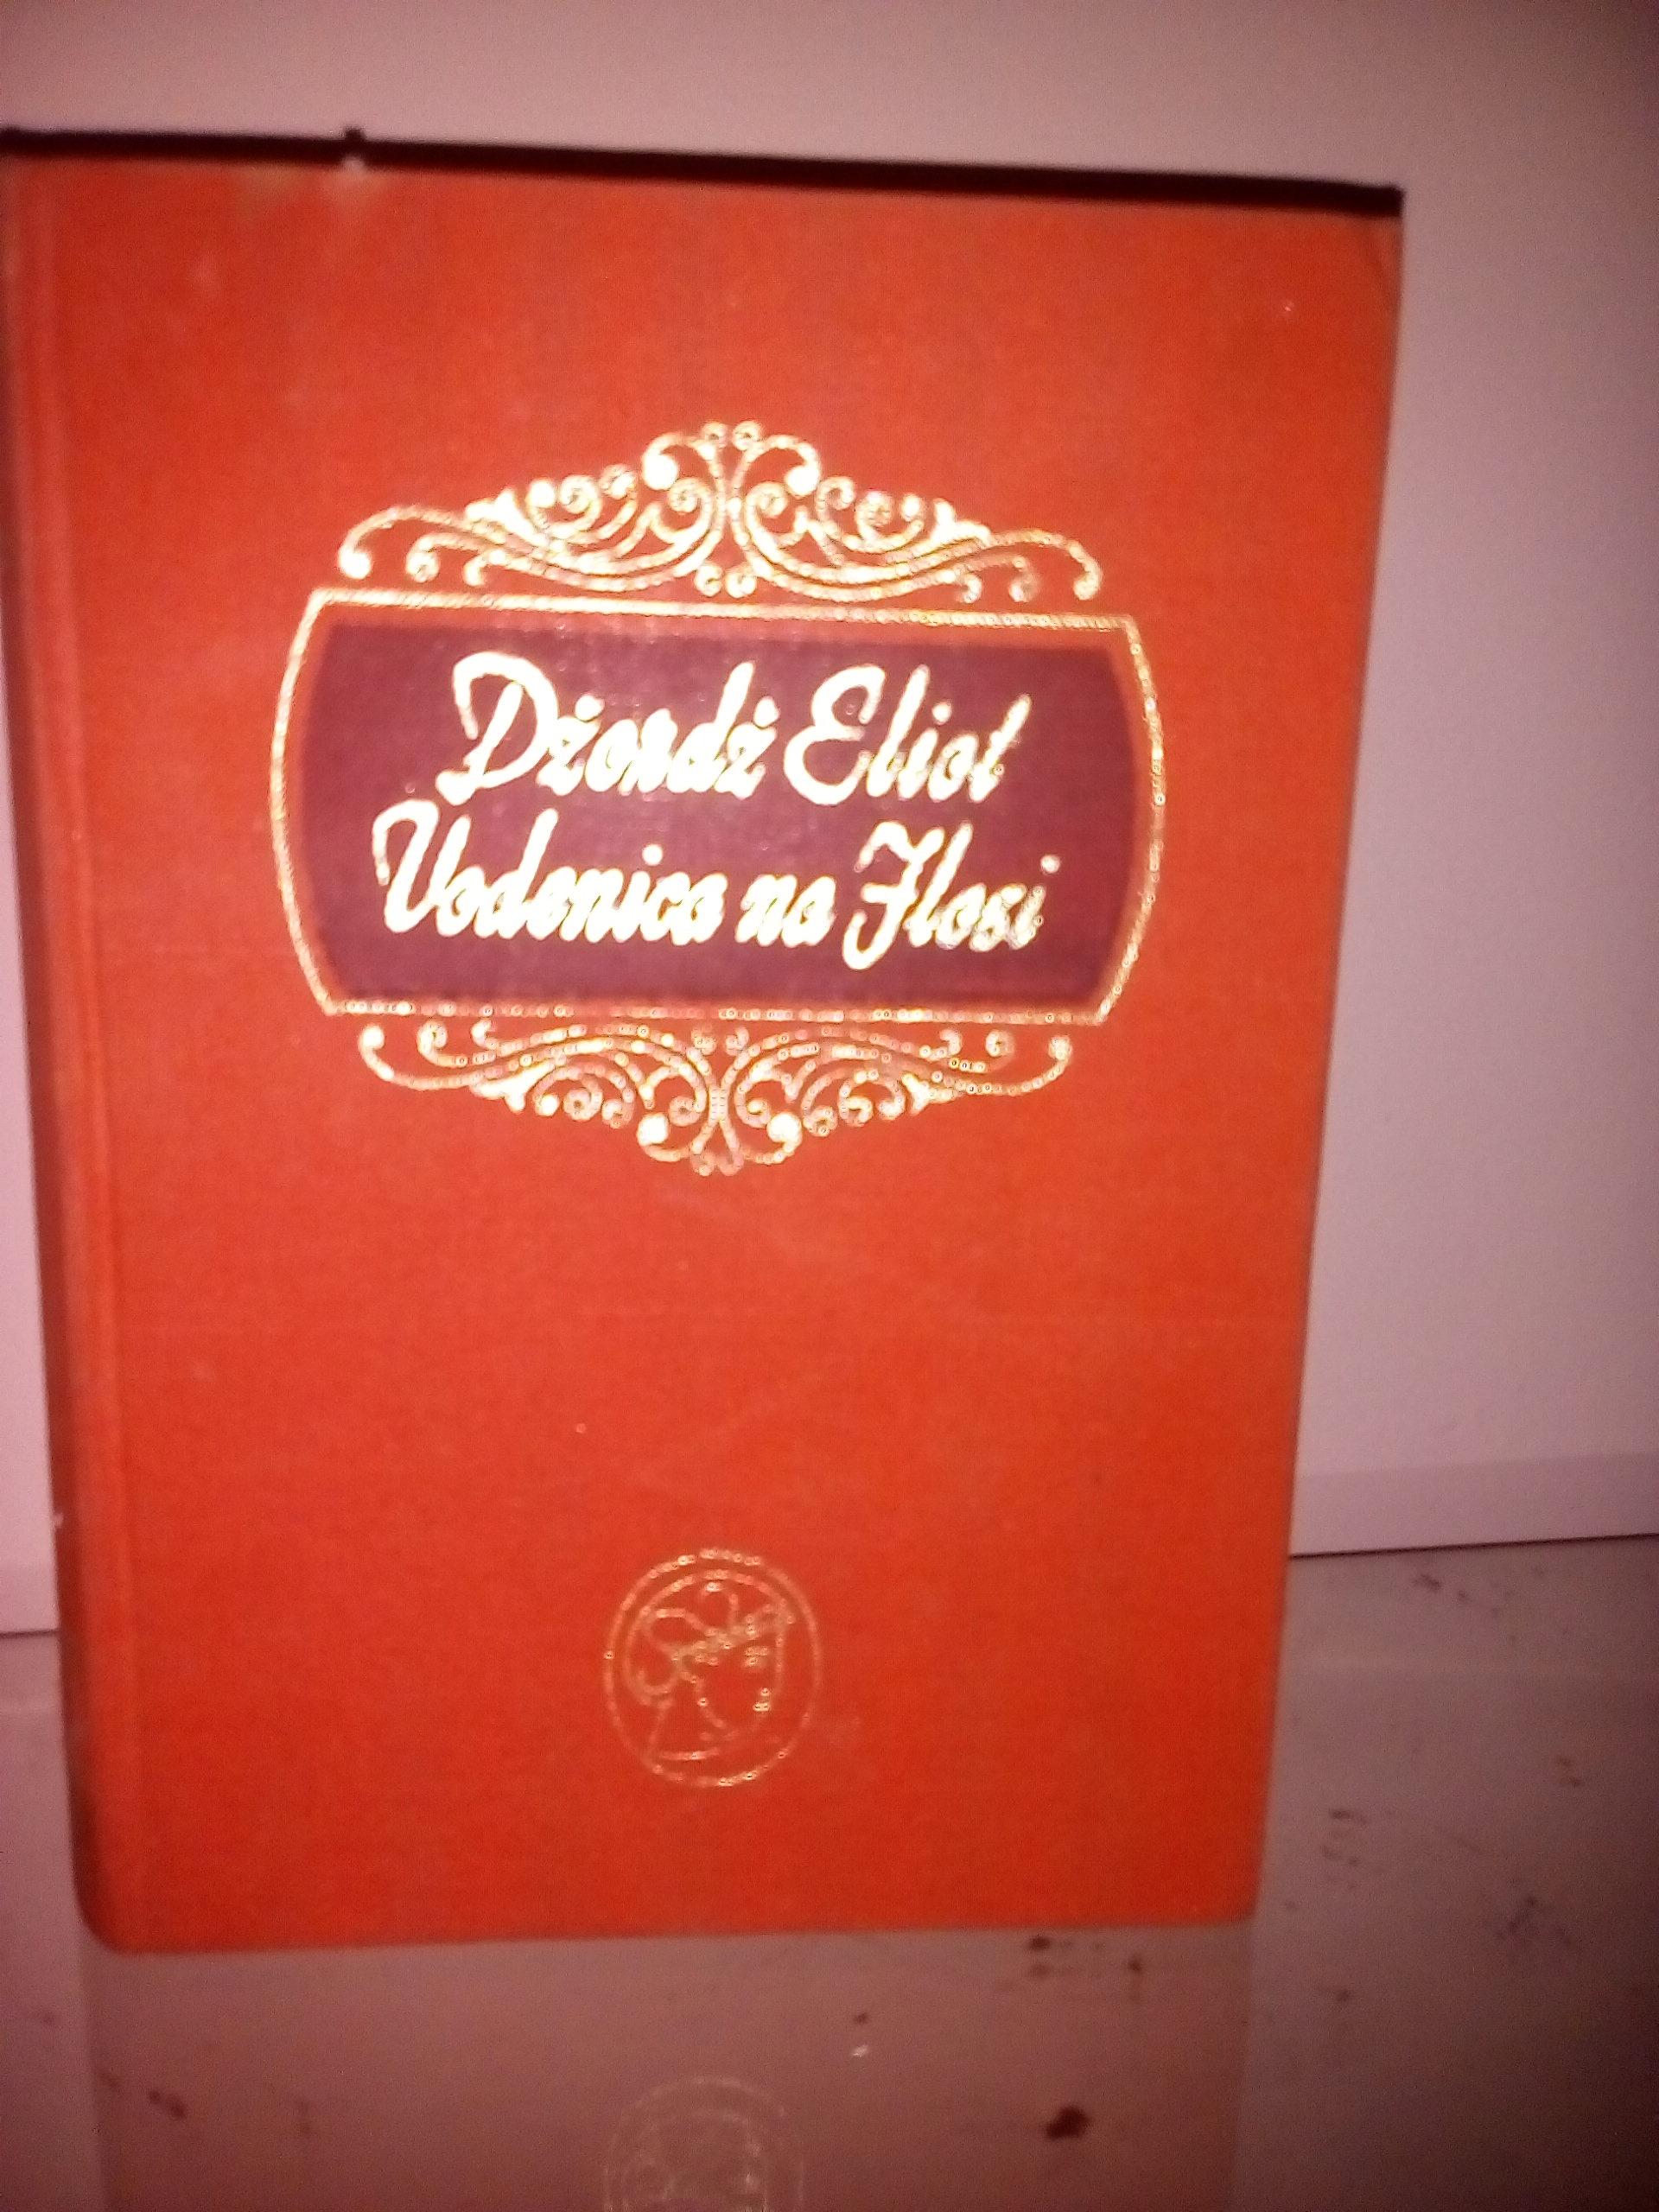 Džordž Eliot
Vodenica na Flosi